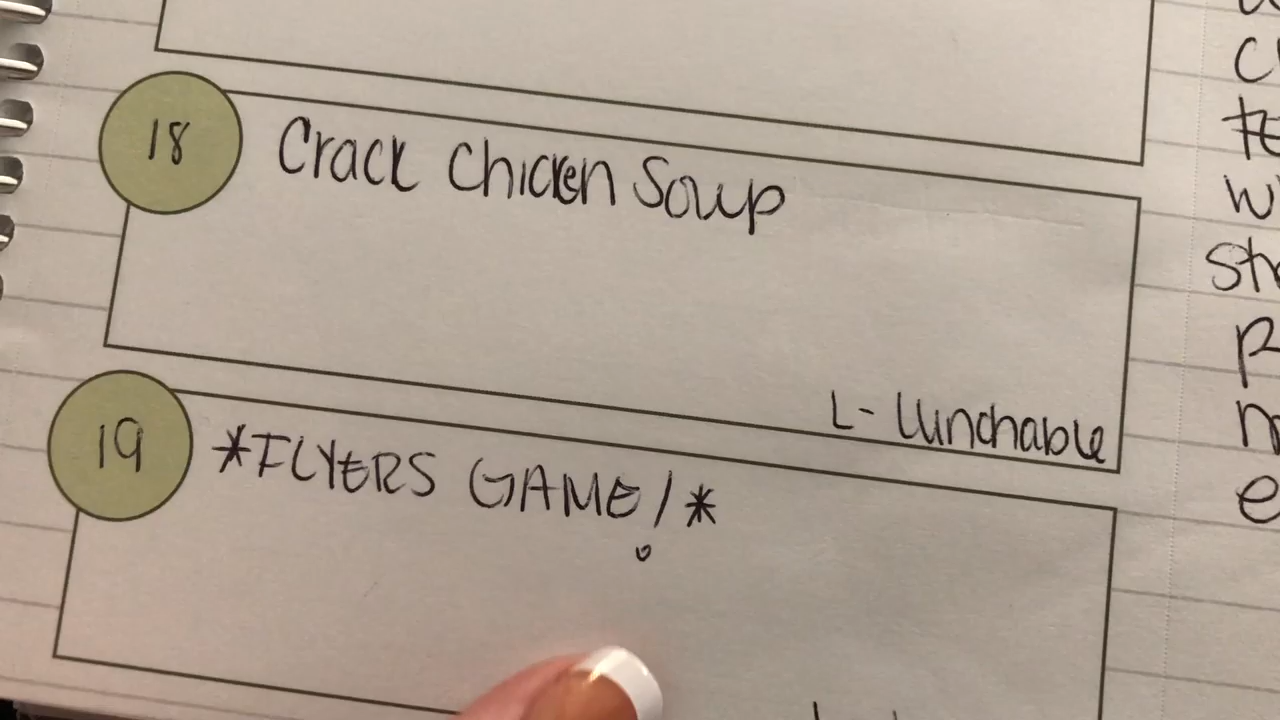 18
Crack Chicken Soup
L- Lunchable
19
*FLYERS GAME!*